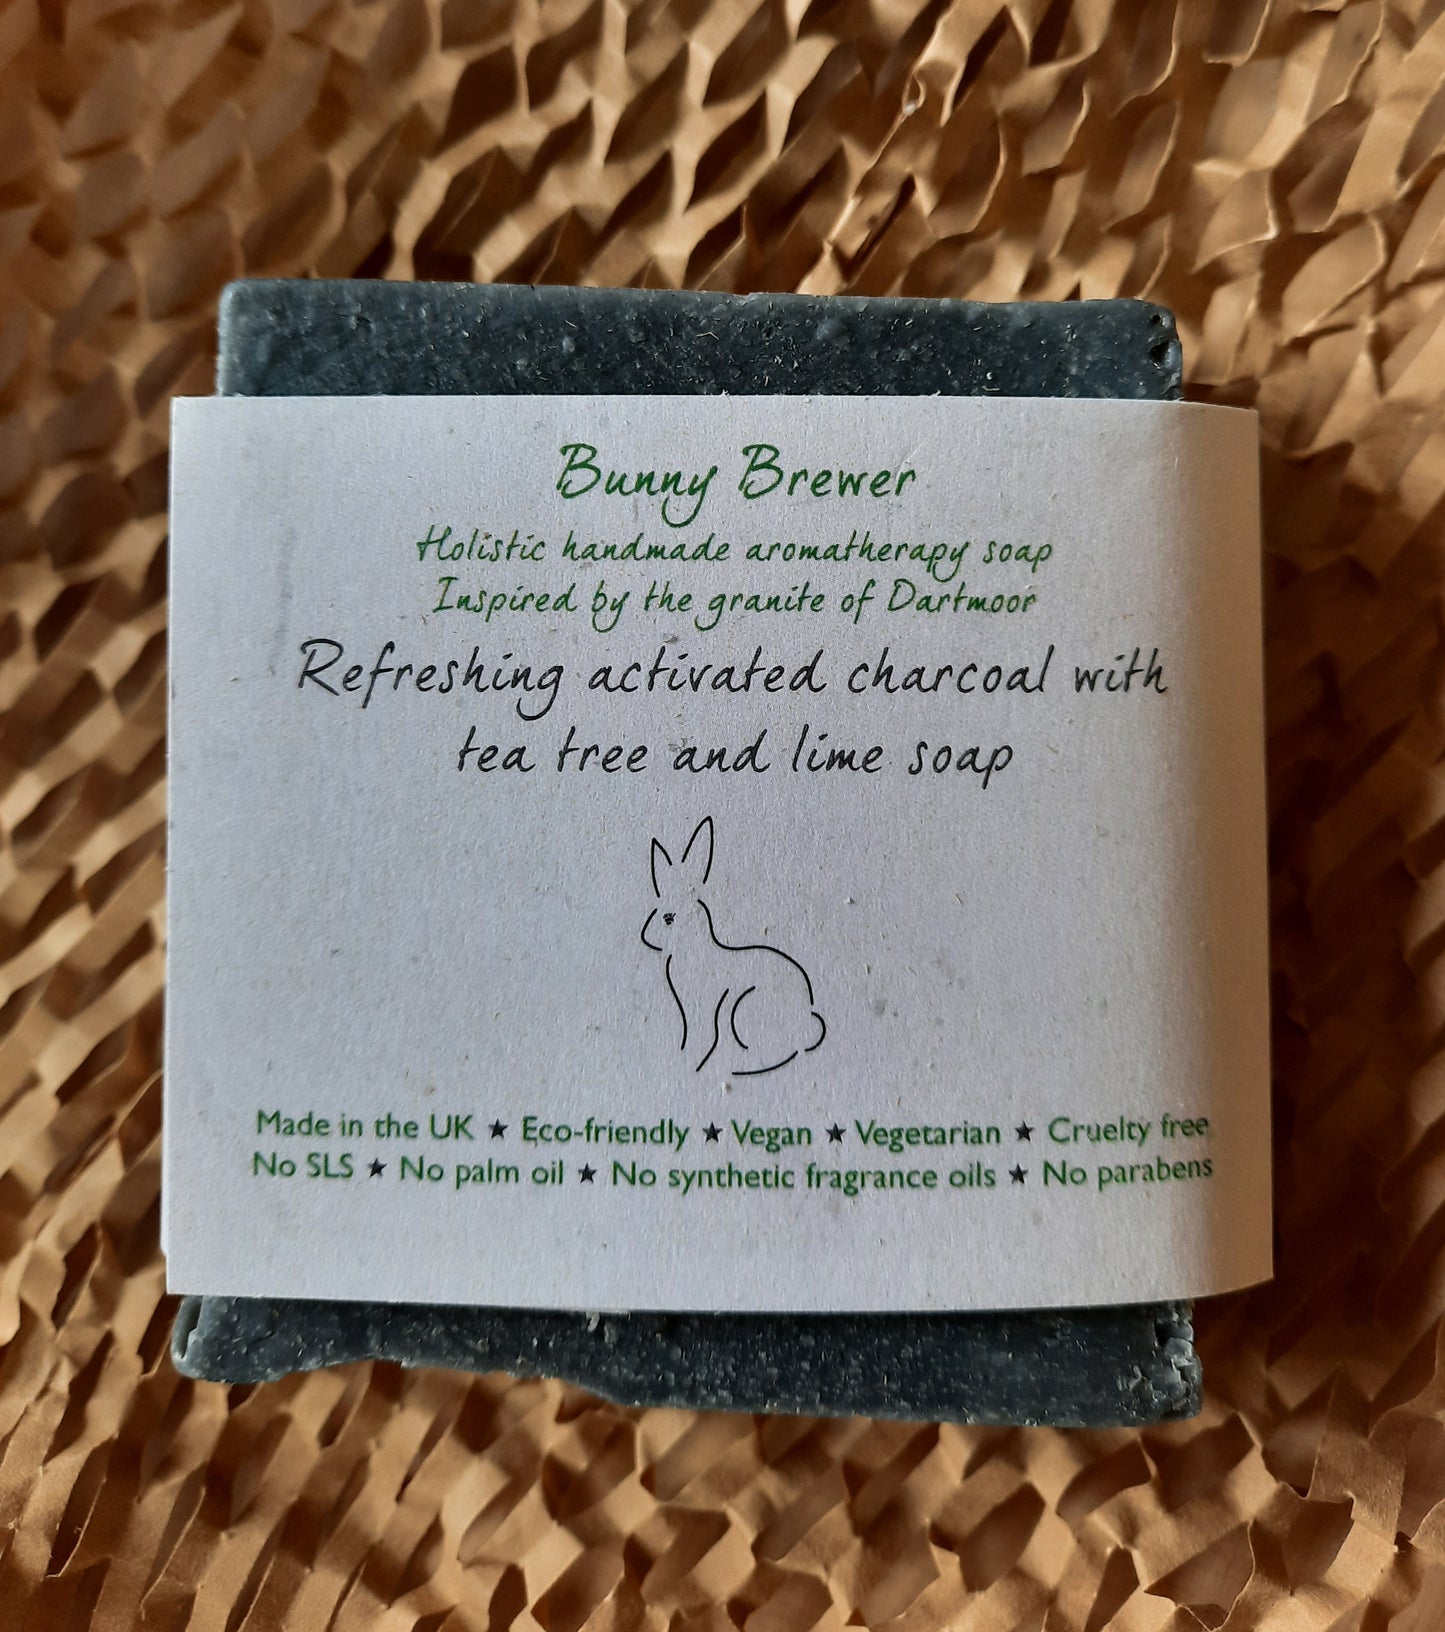 Bunny Brewer
Holistic handmade aromatherapy soap
Inspired by the granite of Dartmoor
Refreshing activated charcoal with
tea tree and lime soap
Made in the UK ★ Eco-friendly ★ Vegan ★ Vegetarian ★ Cruelty free
No SLS ★ No palm oil ★ No synthetic fragrance oils ★ No parabens